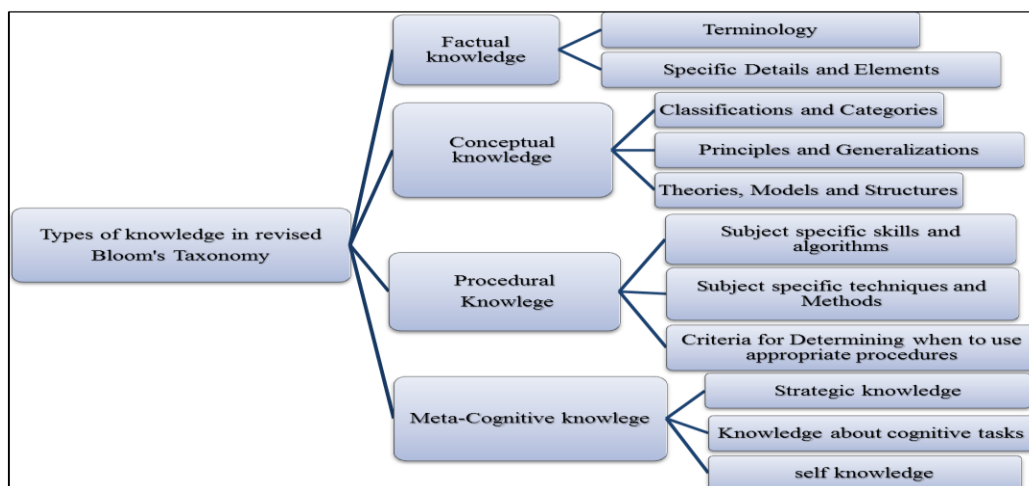 Types of knowledge in revised
Bloom's Taxonomy
Factual
knowledge
Terminology
Specific Details and Elements
Conceptual
knowledge
Classifications and Categories
Principles and Generalizations
Theories, Models and Structures
Procedural
Knowlege
Subject specific skills and
algorithms
Subject specific techniques and
Methods
Criteria for Determining when to use
appropriate procedures
Meta-Cognitive knowlege
Strategic knowledge
Knowledge about cognitive tasks
self knowledge